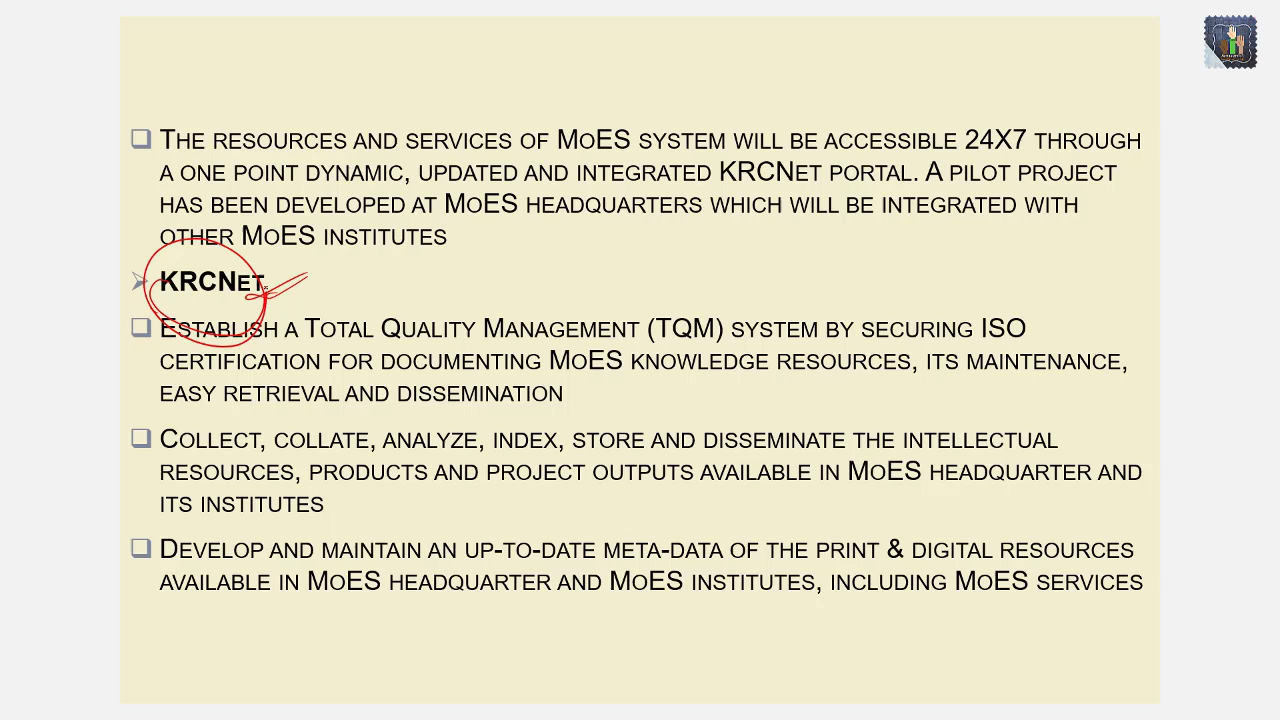 The resources and services of MoES system will be accessible 24x7 through
a one point dynamic, updated and integrated KRCNet portal. A pilot project
has been developed at MoES headquarters which will be integrated with
other MoES institutes
KRCNet
Establish a Total Quality Management (TQM) system by securing ISO
certification for documenting MoES knowledge resources, its maintenance,
easy retrieval and dissemination
Collect, collate, analyze, index, store and disseminate the intellectual
resources, products and project outputs available in MoES headquarter and
its institutes
Develop and maintain an up-to-date meta-data of the print & digital resources
available in MoES headquarter and MoES institutes, including MoES services